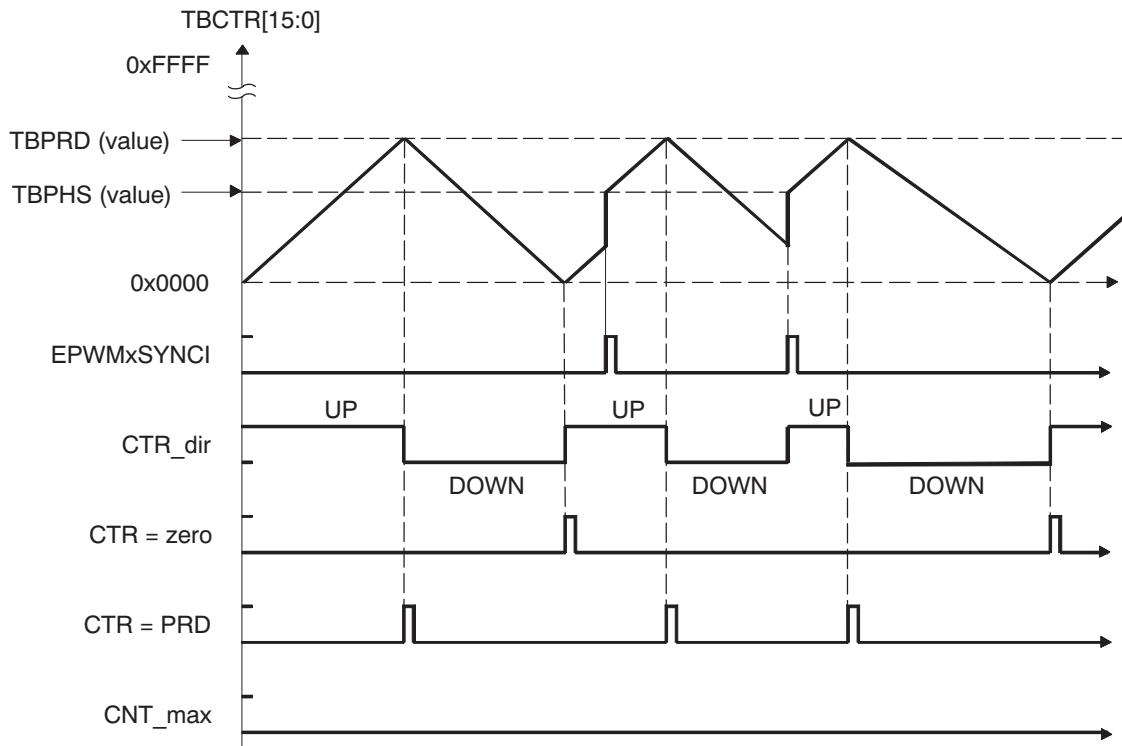 TBCTR[15:0]
0xFFFF
TBPRD (value)
TBPHS (value)
0x0000
EPWMxSYNCI
UP
UP
UP
CTR_dir
DOWN
DOWN
DOWN
CTR = zero
CTR = PRD
CNT_max